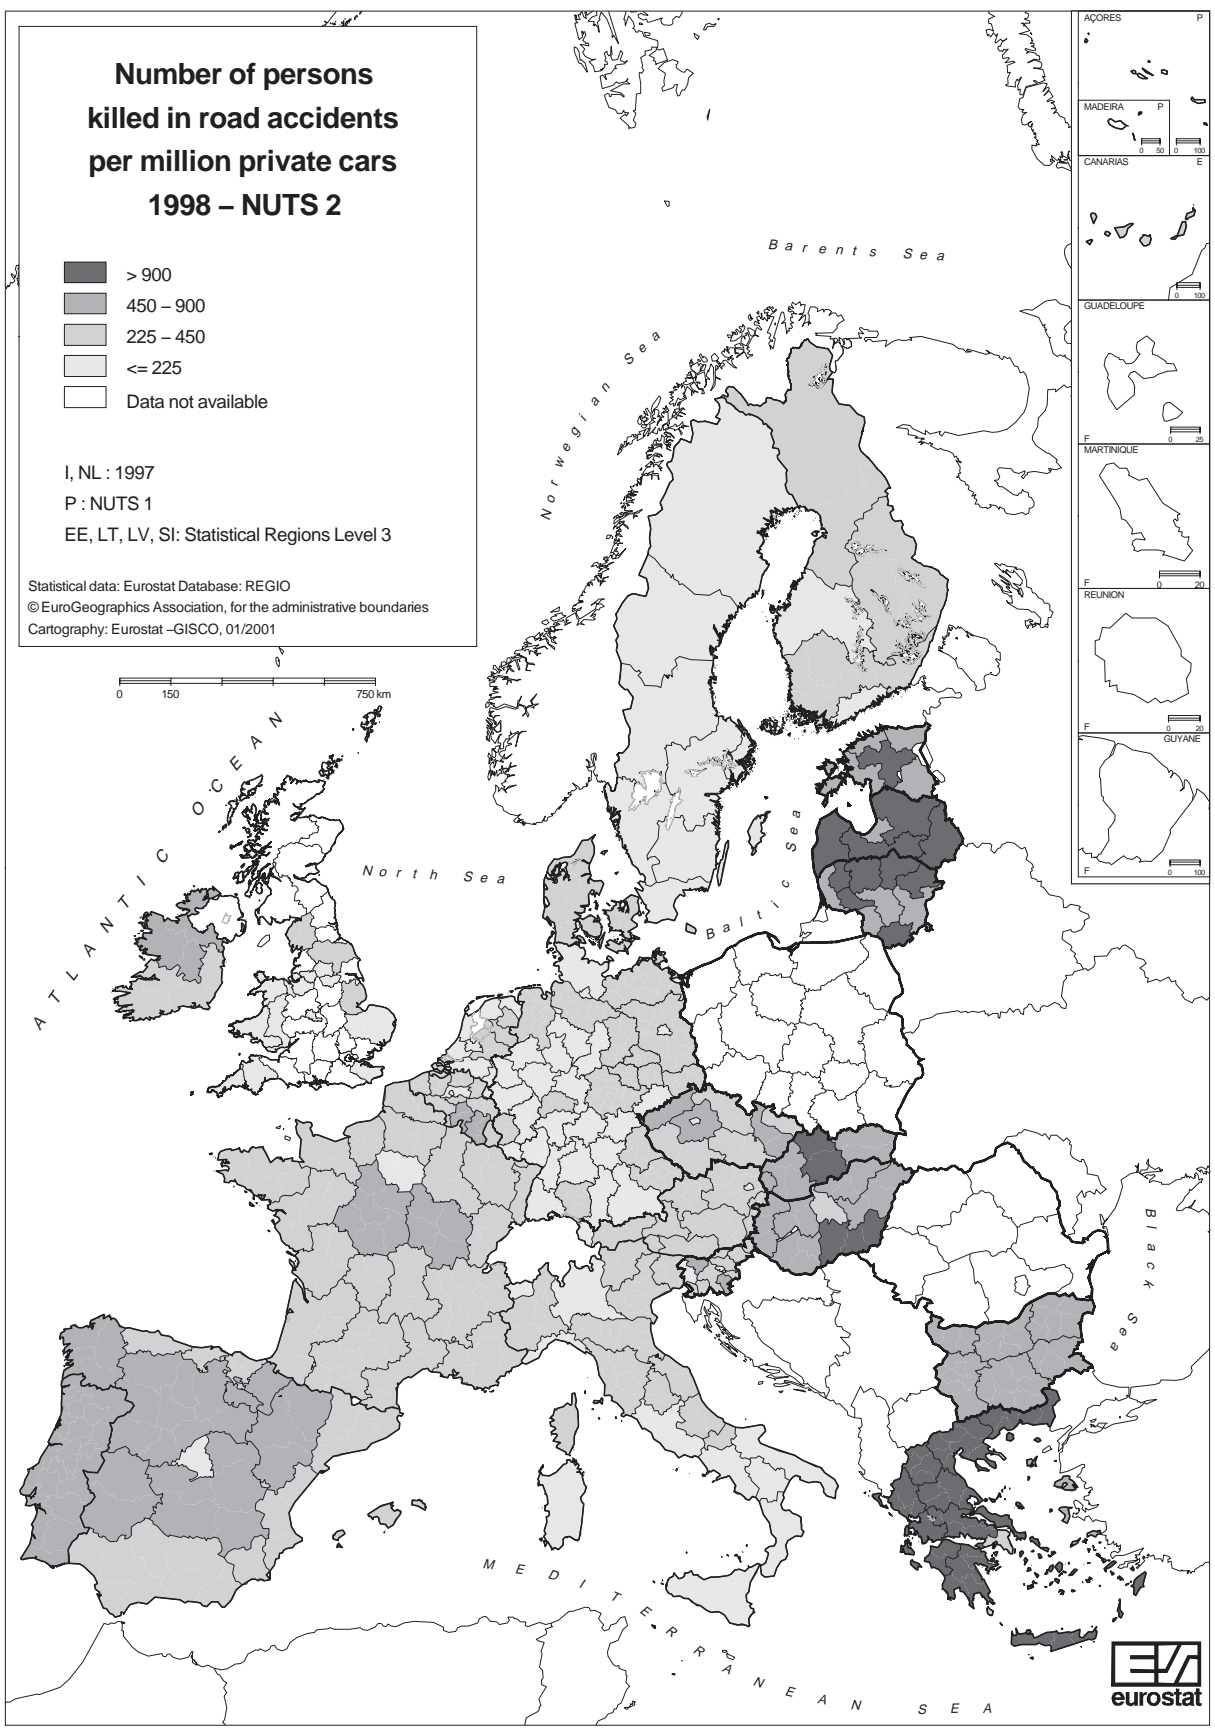 Number of persons
killed in road accidents
per million private cars
1998 – NUTS 2
> 900
450 – 900
225 – 450
<= 225
Data not available
I, NL : 1997
P : NUTS 1
EE, LT, LV, SI: Statistical Regions Level 3
Statistical data: Eurostat Database: REGIO
© EuroGeographics Association, for the administrative boundaries
Cartography: Eurostat –GISCO, 01/2001
0 150 750 km
AÇORES P
MADEIRA P
0 50 0 100
CANARIAS E
0 100
GUADELOUPE
F 0 25
MARTINIQUE
F 0 20
REUNION
F 0 20
GUYANE
F 0 100
Barents Sea
Norwegian Sea
ATLANTIC OCEAN
North Sea
Baltic Sea
Black Sea
MEDITERRANEAN SEA
eurostat